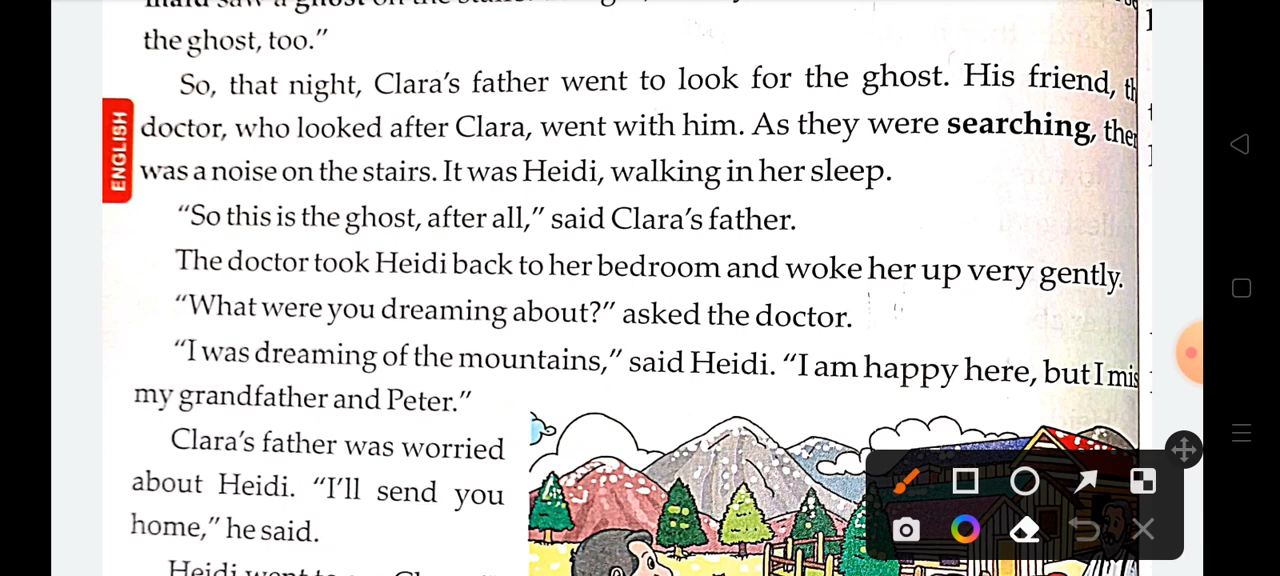 the ghost, too."
So, that night, Clara's father went to look for the ghost. His friend,
doctor, who looked after Clara, went with him. As they were searching,
was a noise on the stairs. It was Heidi, walking in her sleep.
"So this is the ghost, after all," said Clara's father.
The doctor took Heidi back to her bedroom and woke her up very gently.
"What were you dreaming about?" asked the doctor.
"I was dreaming of the mountains," said Heidi. "I am happy here, but I
my grandfather and Peter."
Clara's father was worried
about Heidi. "I'll send you
home," he said.
ENGLISH